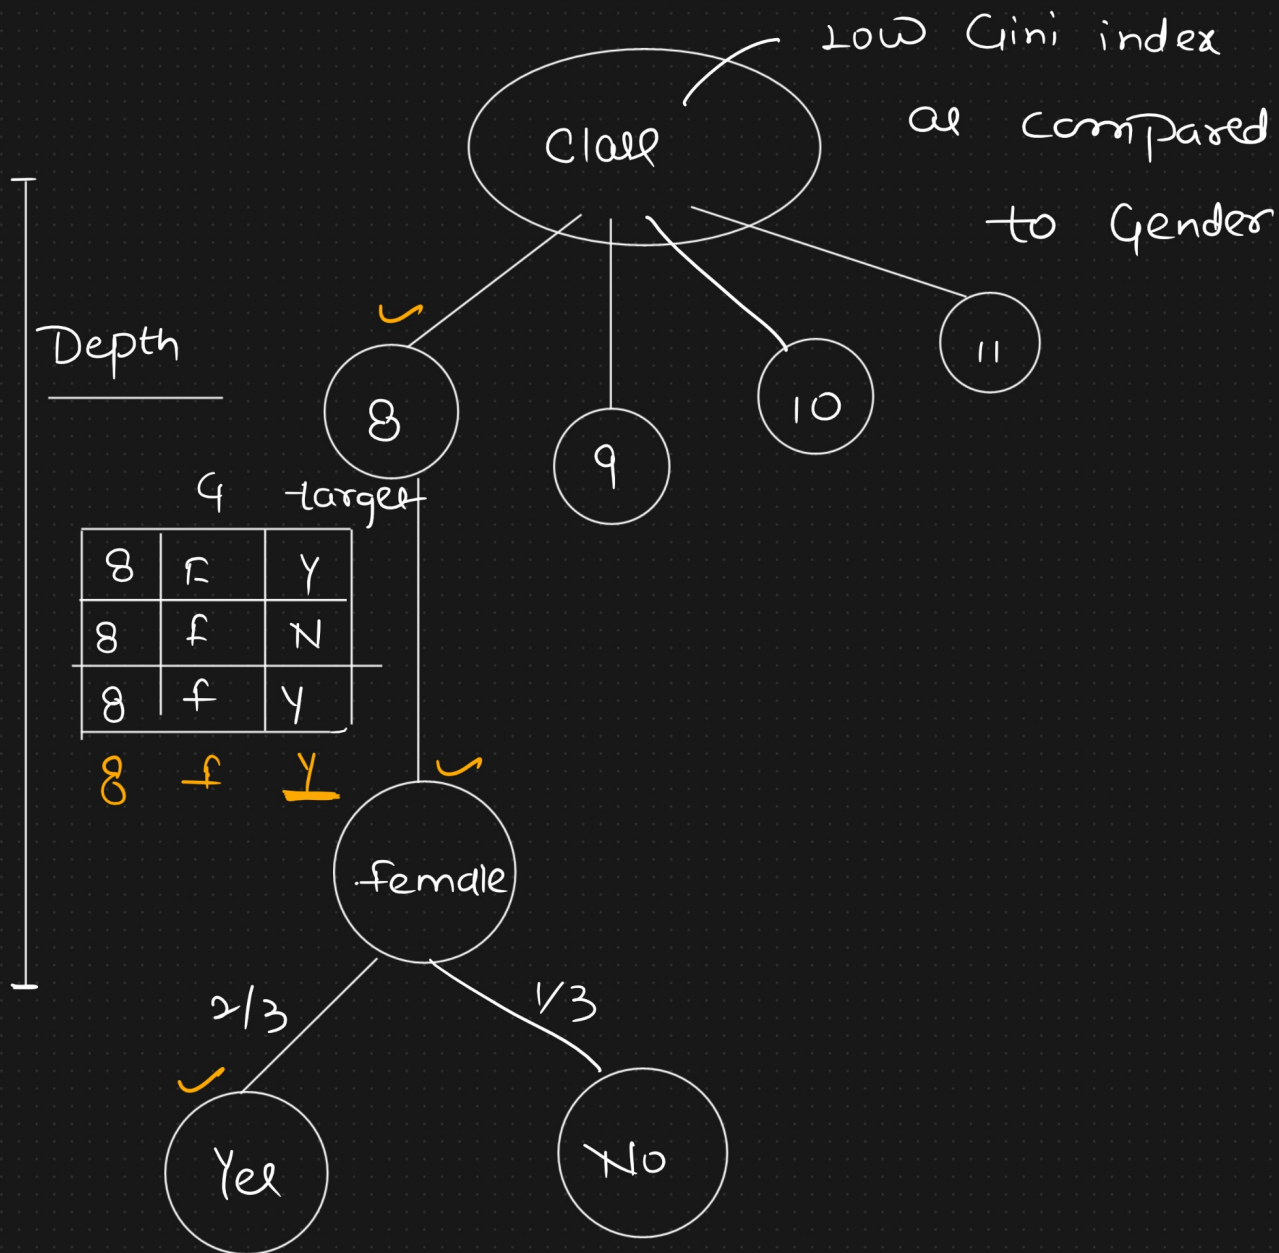 Low Gini index
as compared
to Gender
Class
Depth
8
9
10
11
G target
8 F Y
8 f N
8 f Y
8 f Y
female
2/3
1/3
Yes
No